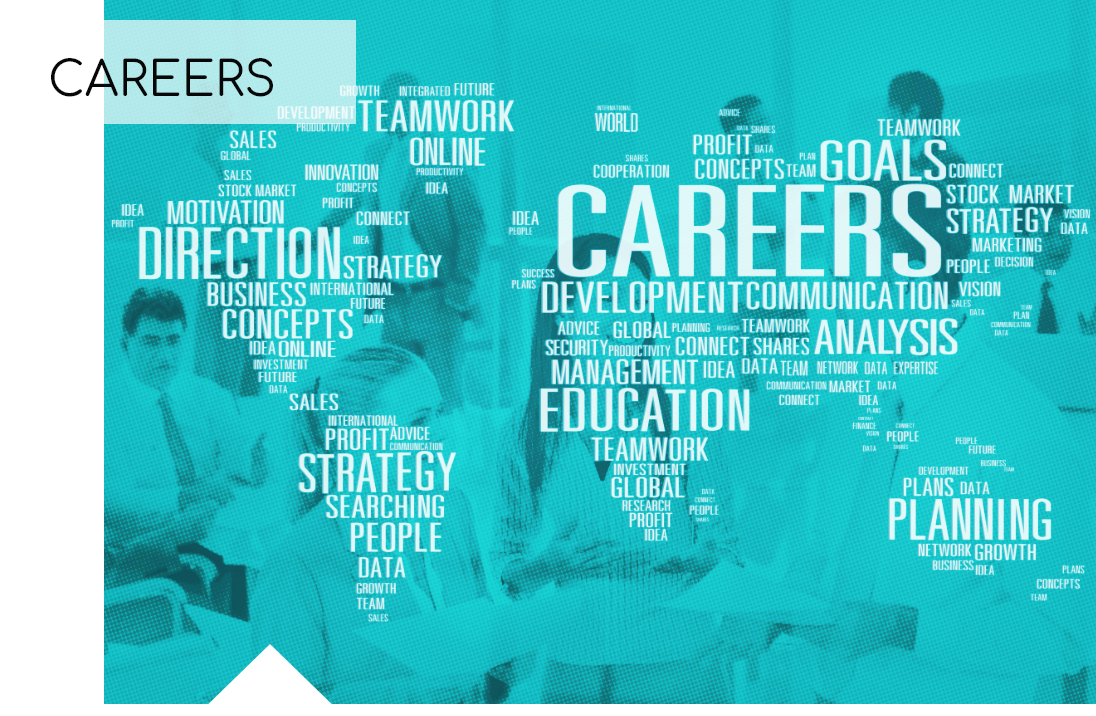 CAREERS
GROWTH INTEGRATED FUTURE
DEVELOPMENT TEAMWORK
PRODUCTIVITY
SALES ONLINE
GLOBAL
PRODUCTIVITY
SALES INNOVATION
STOCK MARKET CONCEPTS IDEA
PROFIT
IDEA MOTIVATION CONNECT
PROFIT
DIRECTION IDEA
STRATEGY
BUSINESS INTERNATIONAL
FUTURE
CONCEPTS DATA
IDEA ONLINE
INVESTMENT
FUTURE
DATA
SALES
INTERNATIONAL
PROFIT ADVICE
COMMUNICATION
STRATEGY
SEARCHING
PEOPLE
DATA
GROWTH
TEAM
SALES
INTERNATIONAL
WORLD
SHARES
COOPERATION
ADVICE
DATA SHARES
PROFIT DATA
CONCEPTS TEAM PLAN
TEAMWORK
GOALS CONNECT
IDEA
PEOPLE
CAREERS
STOCK MARKET
STRATEGY VISION
DATA
MARKETING
PEOPLE DECISION
IDEA
SUCCESS
PLANS
DEVELOPMENT COMMUNICATION VISION
SALES
DATA
TEAM
PLAN
COMMUNICATION
DATA
ADVICE GLOBAL PLANNING RESEARCH TEAMWORK ANALYSIS
SECURITY PRODUCTIVITY CONNECT SHARES
MANAGEMENT IDEA DATA TEAM NETWORK DATA EXPERTISE
COMMUNICATION MARKET DATA
CONNECT IDEA
PLANS
EDUCATION
FINANCE CONNECT
VISION PEOPLE
DATA SHARES
TEAMWORK
INVESTMENT
GLOBAL
RESEARCH
PROFIT
IDEA
DATA
CONNECT
PEOPLE
SHARES
PEOPLE
FUTURE
BUSINESS
TEAM
DEVELOPMENT
PLANS DATA
PLANNING
NETWORK GROWTH
BUSINESS IDEA
PLANS
CONCEPTS
TEAM